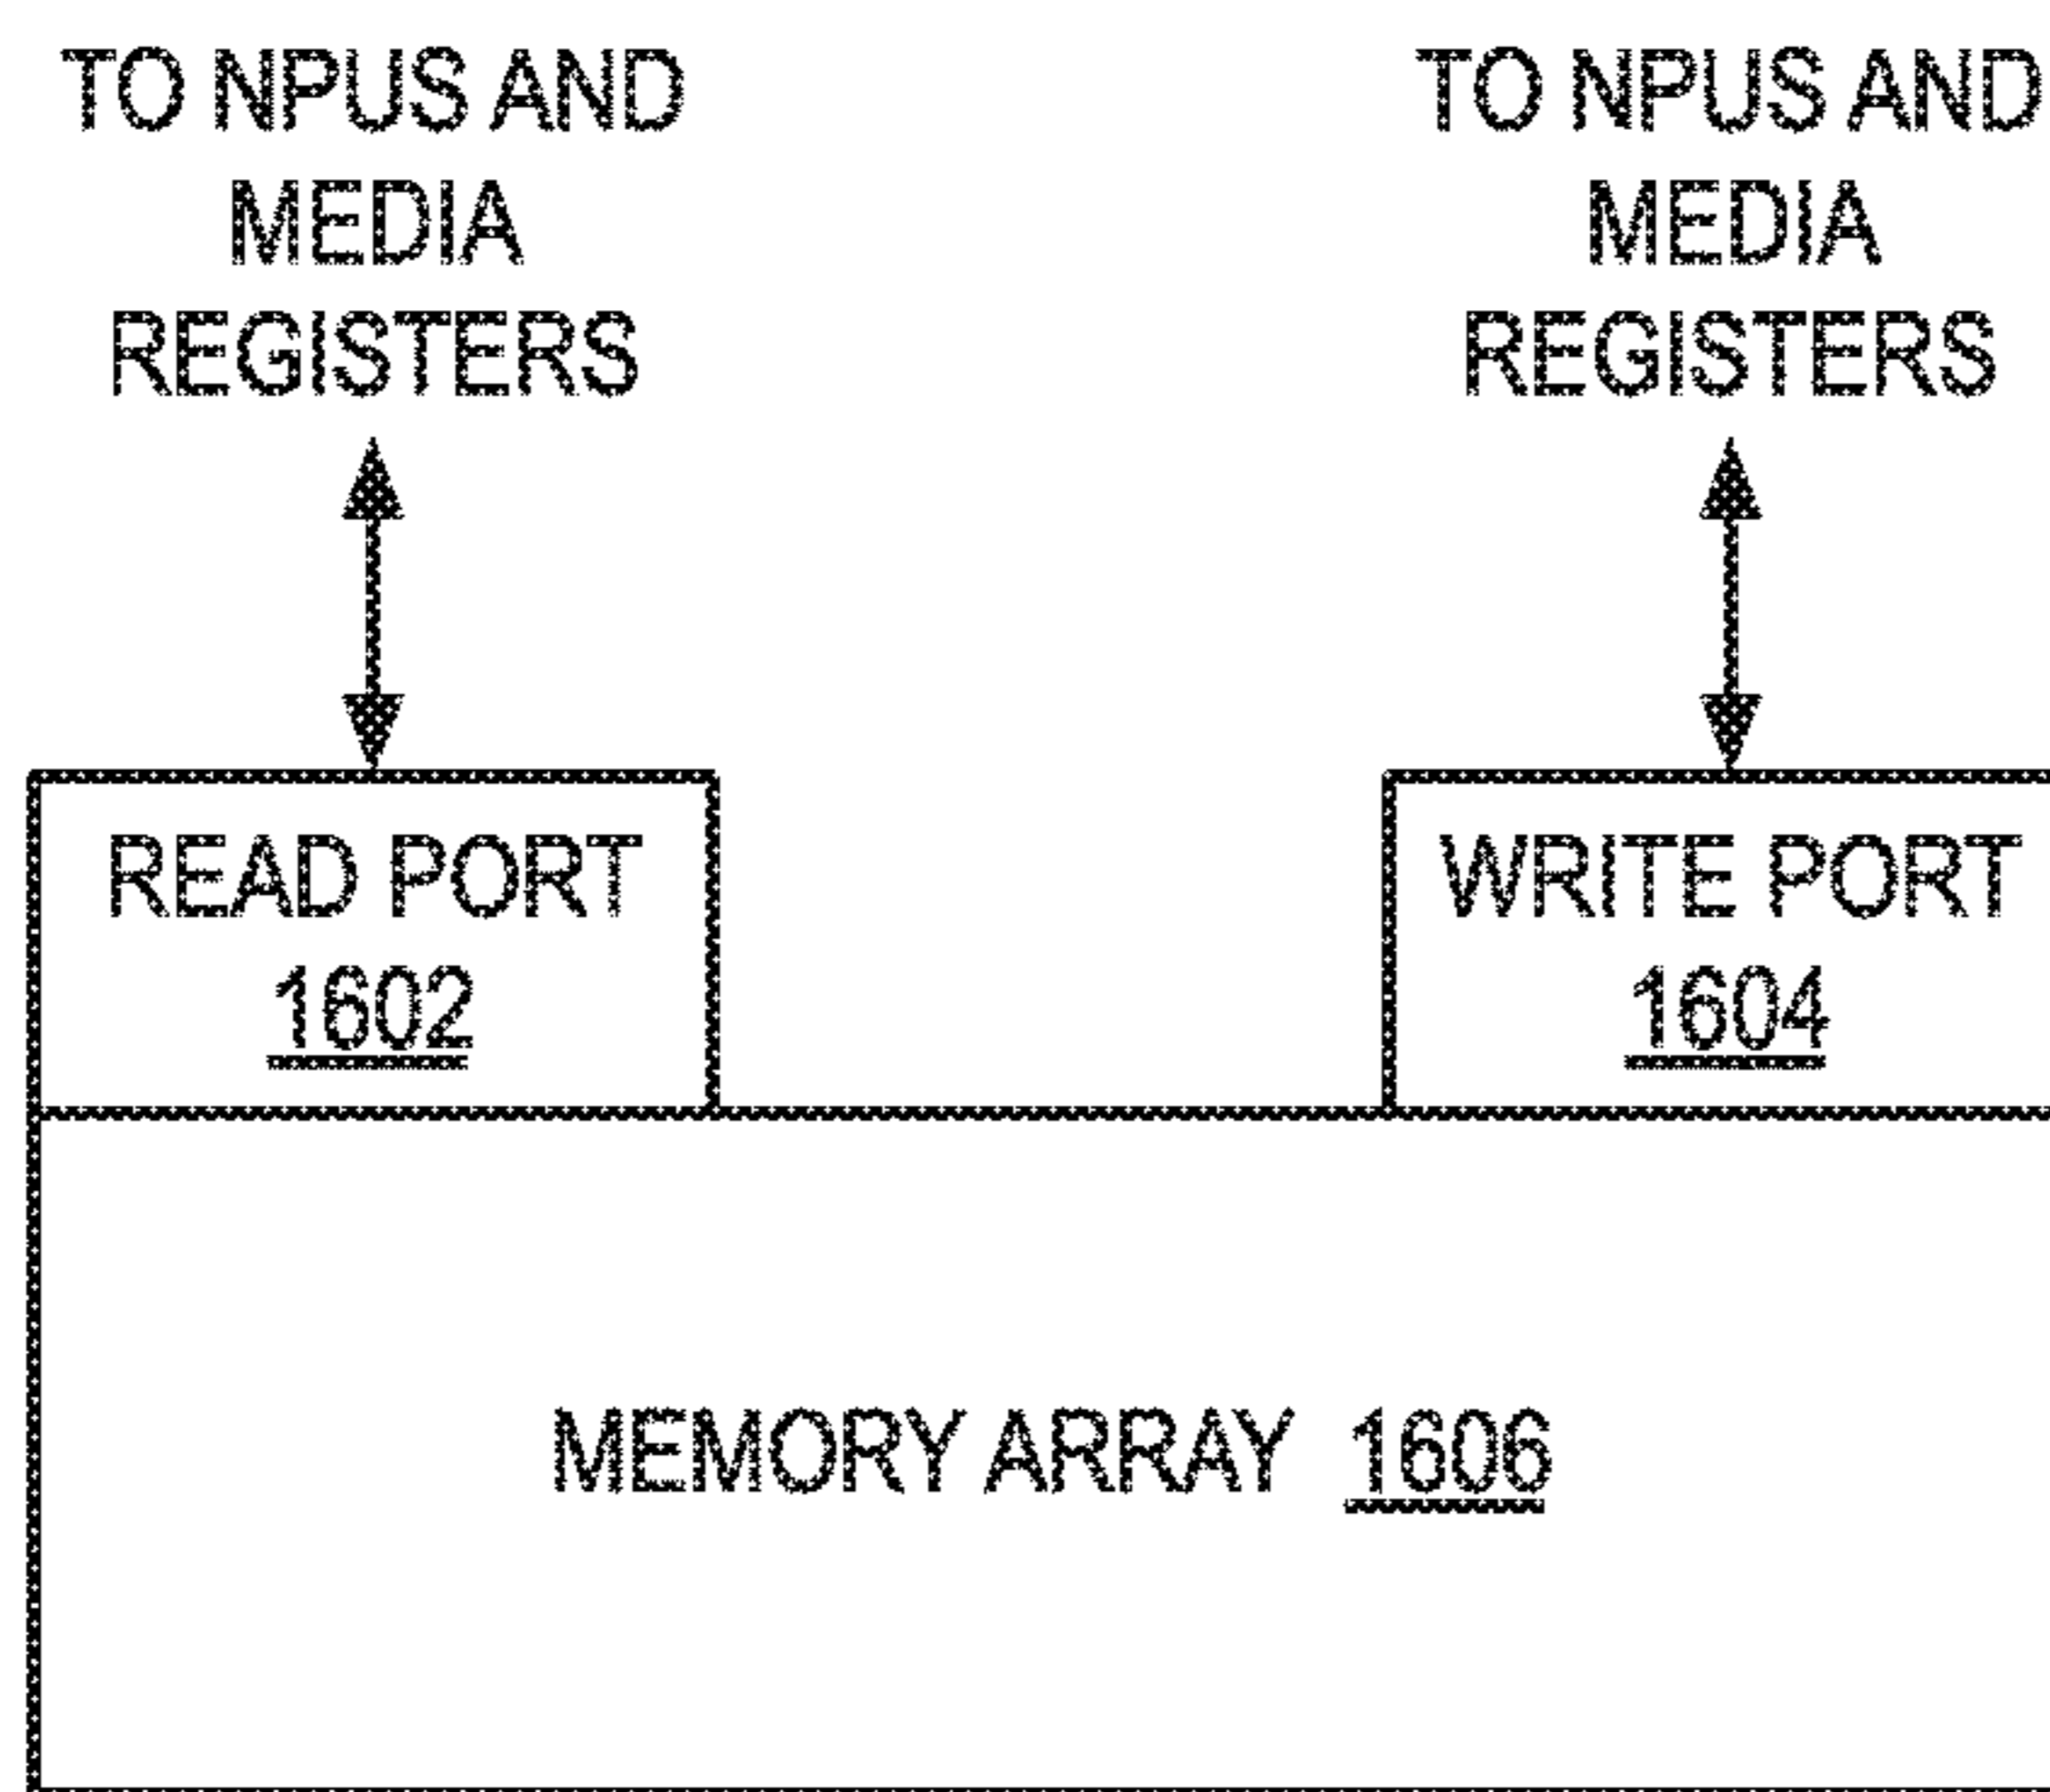 TO NPUS AND
MEDIA
REGISTERS
TO NPUS AND
MEDIA
REGISTERS
READ PORT
1602
WRITE PORT
1604
MEMORY ARRAY 1606